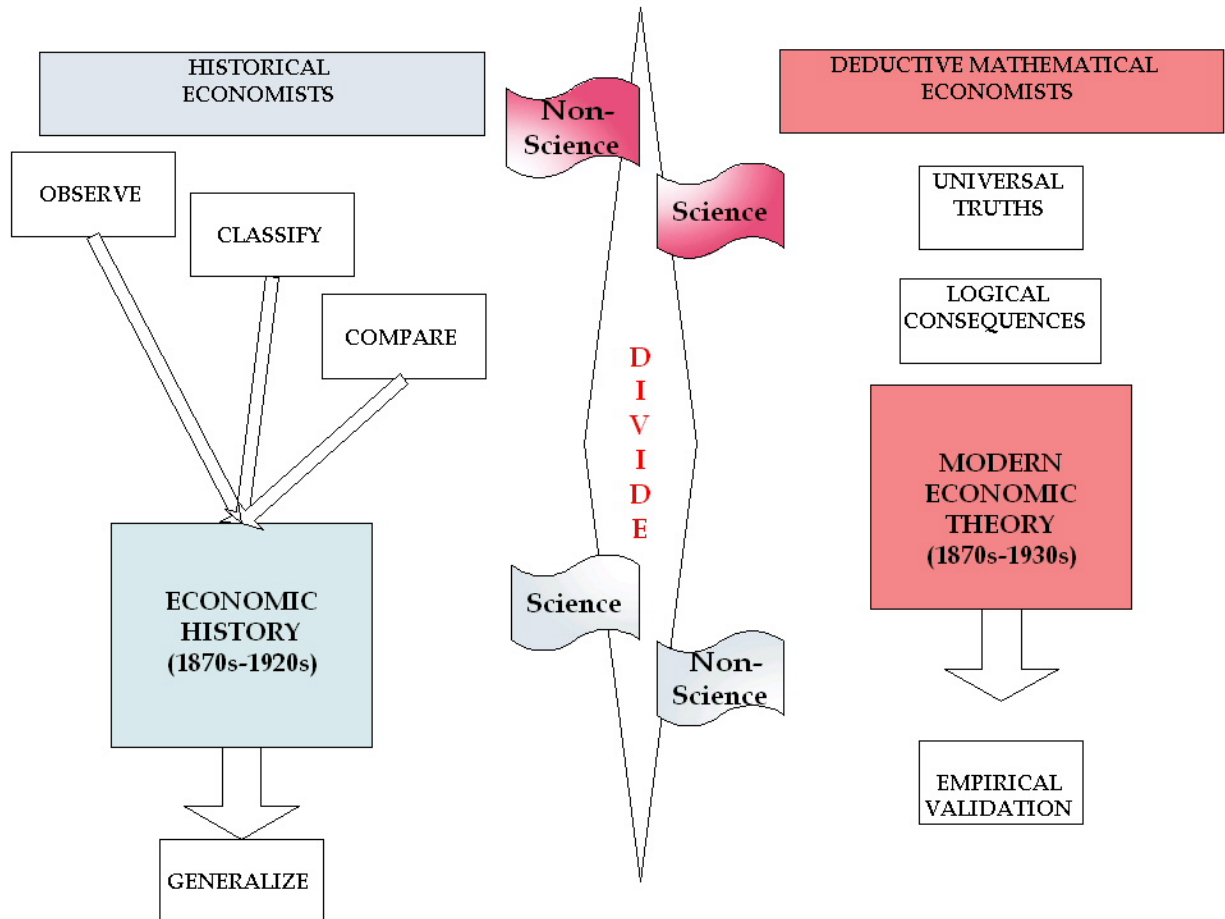 HISTORICAL
ECONOMISTS
OBSERVE
CLASSIFY
COMPARE
ECONOMIC
HISTORY
(1870s-1920s)
GENERALIZE
Non-
Science
Science
D
I
V
I
D
E
Science
Non-
Science
DEDUCTIVE MATHEMATICAL
ECONOMISTS
UNIVERSAL
TRUTHS
LOGICAL
CONSEQUENCES
MODERN
ECONOMIC
THEORY
(1870s-1930s)
EMPIRICAL
VALIDATION